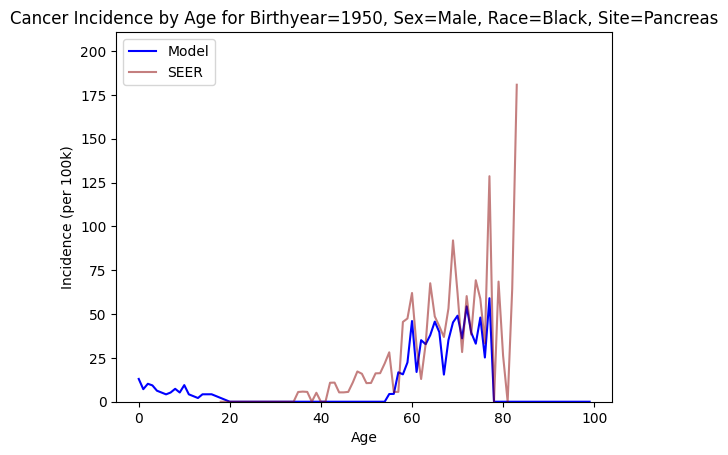 Cancer Incidence by Age for Birthyear=1950, Sex=Male, Race=Black, Site=Pancreas
Model
SEER
Incidence (per 100k)
200
175
150
125
100
75
50
25
0
0 20 40 60 80 100
Age